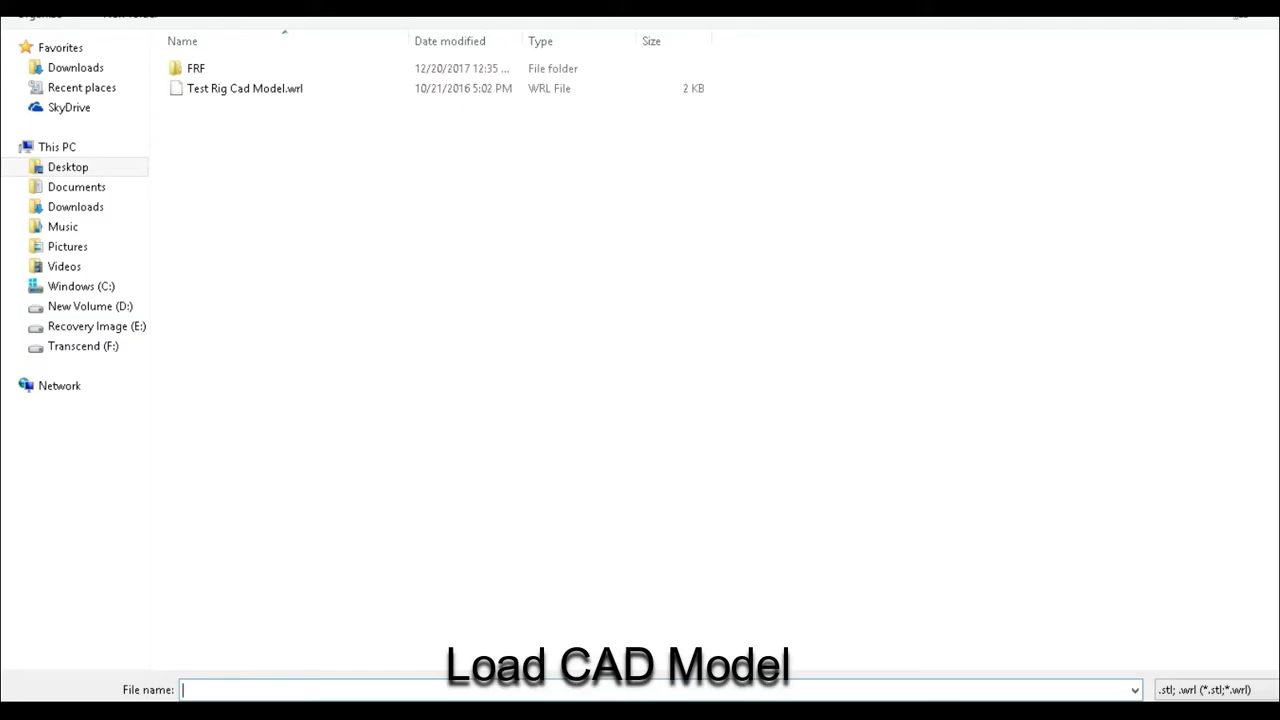 Name Date modified Type Size
Favorites
Downloads
Recent places
SkyDrive
This PC
Desktop
Documents
Downloads
Music
Pictures
Videos
Windows (C:)
New Volume (D:)
Recovery Image (E:)
Transcend (F:)
Network
FRF 12/20/2017 12:35 ... File folder
Test Rig Cad Model.wrl 10/21/2016 5:02 PM WRL File 2 KB
Load CAD Model
File name: .stl; .wrl (*.stl;*.wrl)